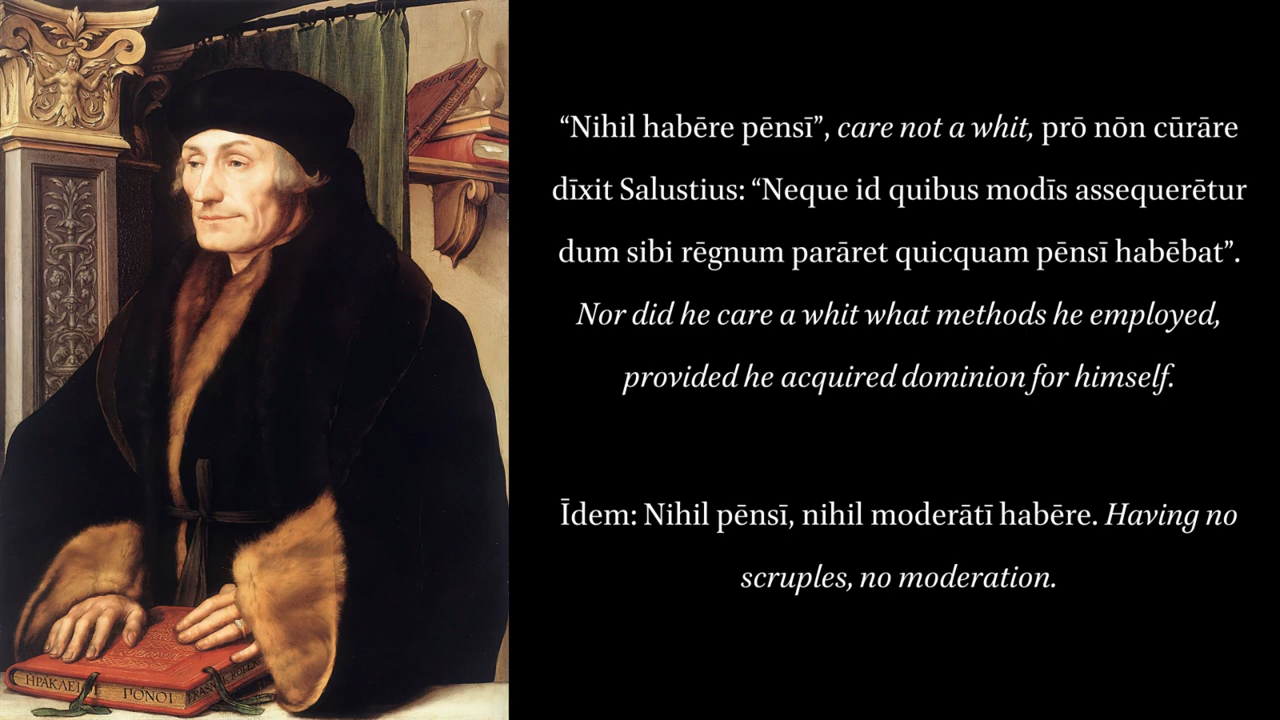 “Nihil habēre pēnsī”, care not a whit, prō nōn cūrāre
dīxit Salustius: “Neque id quibus modīs assequerētur
dum sibi rēgnum parāret quicquam pēnsī habēbat”.
Nor did he care a whit what methods he employed,
provided he acquired dominion for himself.
Īdem: Nihil pēnsī, nihil moderātī habēre. Having no
scruples, no moderation.
ΠΟΝΟΙ